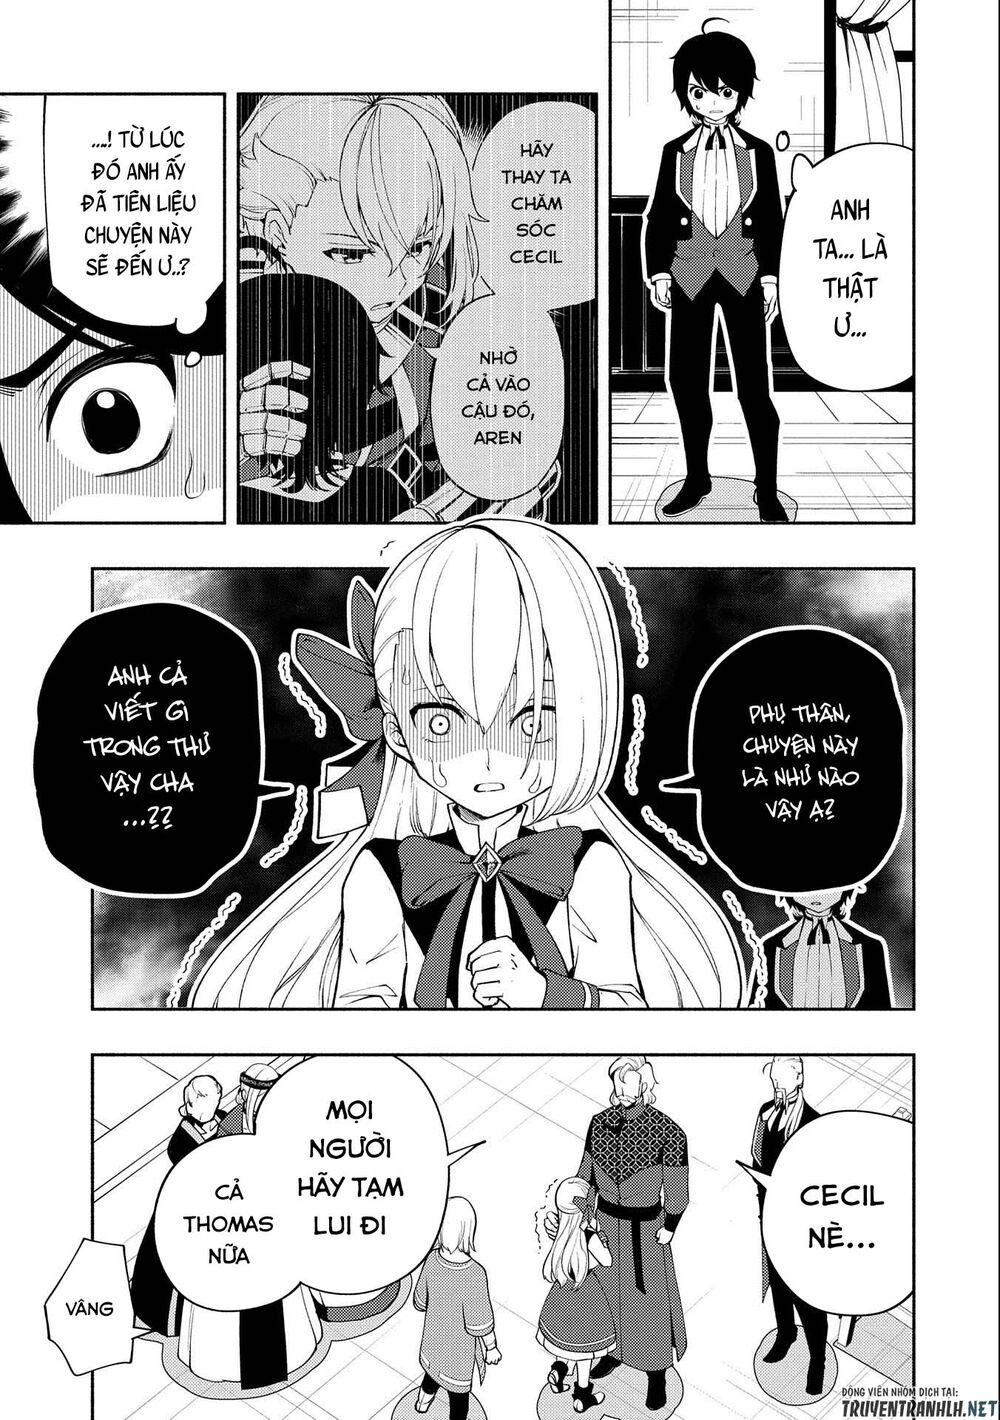 ANH
TA... LÀ
THẬT
Ư...
HÃY
THAY TA
CHĂM
SÓC
CECIL
NHỜ
CẢ VÀO
CẬU ĐÓ,
AREN
....! TỪ LÚC
ĐÓ ANH ẤY
ĐÃ TIÊN LIỆU
CHUYỆN NÀY
SẼ ĐẾN Ư..?
PHỤ THÂN,
CHUYỆN NÀY
LÀ NHƯ NÀO
VẬY Ạ?
ANH CẢ
VIẾT GÌ
TRONG THƯ
VẬY CHA
...??
CECIL
NÈ...
MỌI
NGƯỜI
HÃY TẠM
LUI ĐI
CẢ
THOMAS
NỮA
VÂNG
ĐỘNG VIÊN NHÓM DỊCH TẠI:
TRUYENTRANHLH.NET